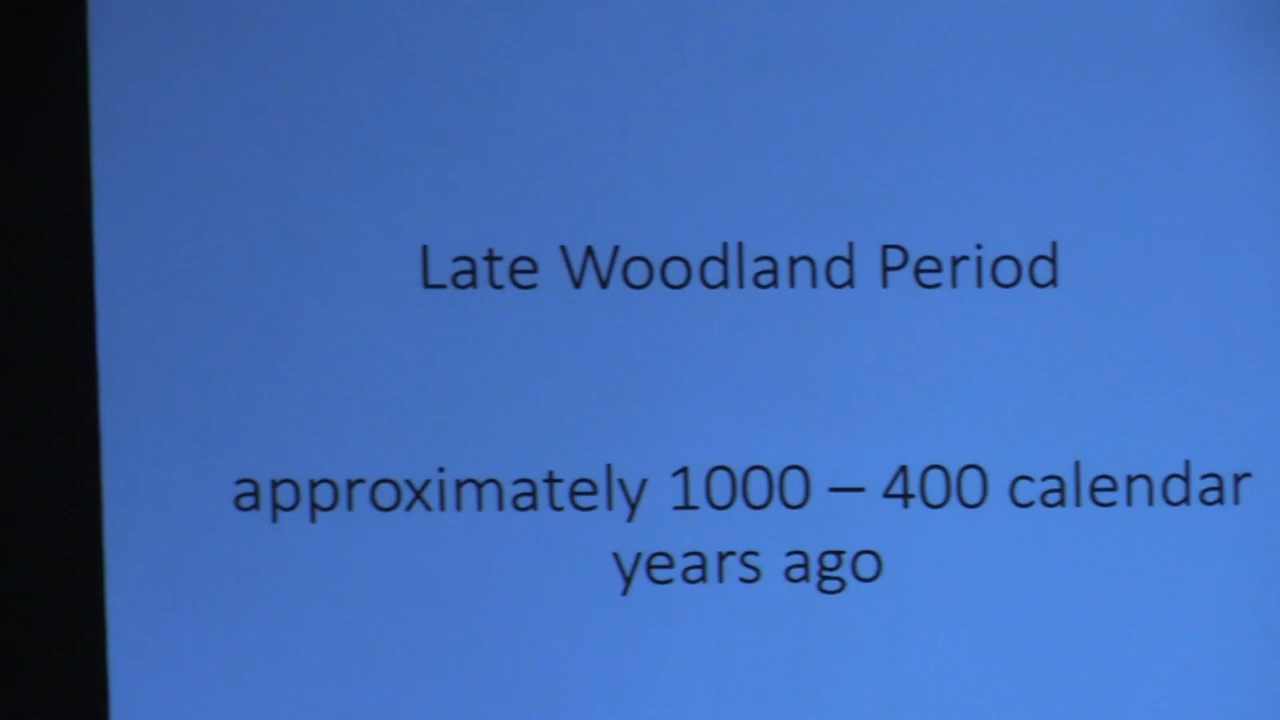 Late Woodland Period
approximately 1000 – 400 calendar
years ago